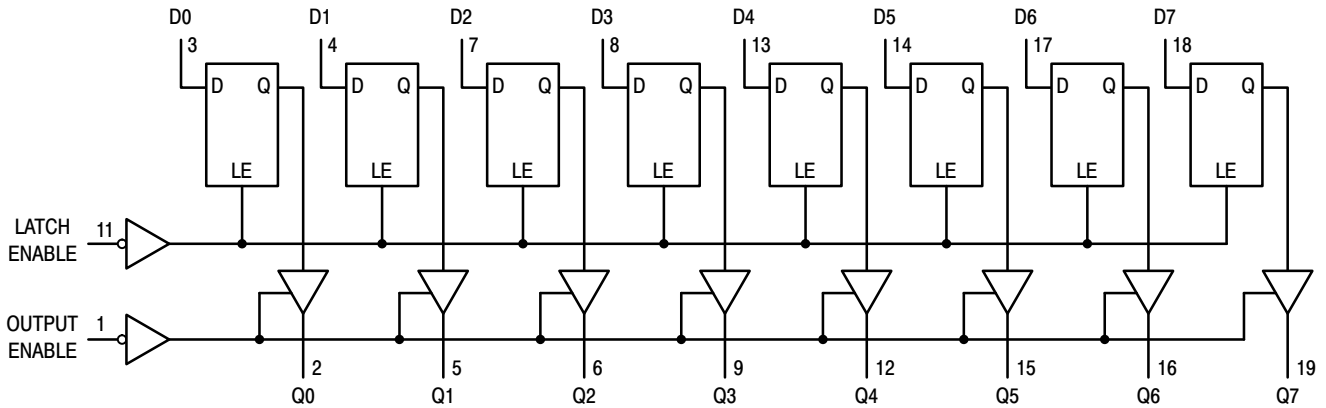 D0 D1 D2 D3 D4 D5 D6 D7
3 4 7 8 13 14 17 18
D Q D Q D Q D Q D Q D Q D Q D Q
LE LE LE LE LE LE LE LE
LATCH
ENABLE
11
OUTPUT
ENABLE
1
2 5 6 9 12 15 16 19
Q0 Q1 Q2 Q3 Q4 Q5 Q6 Q7